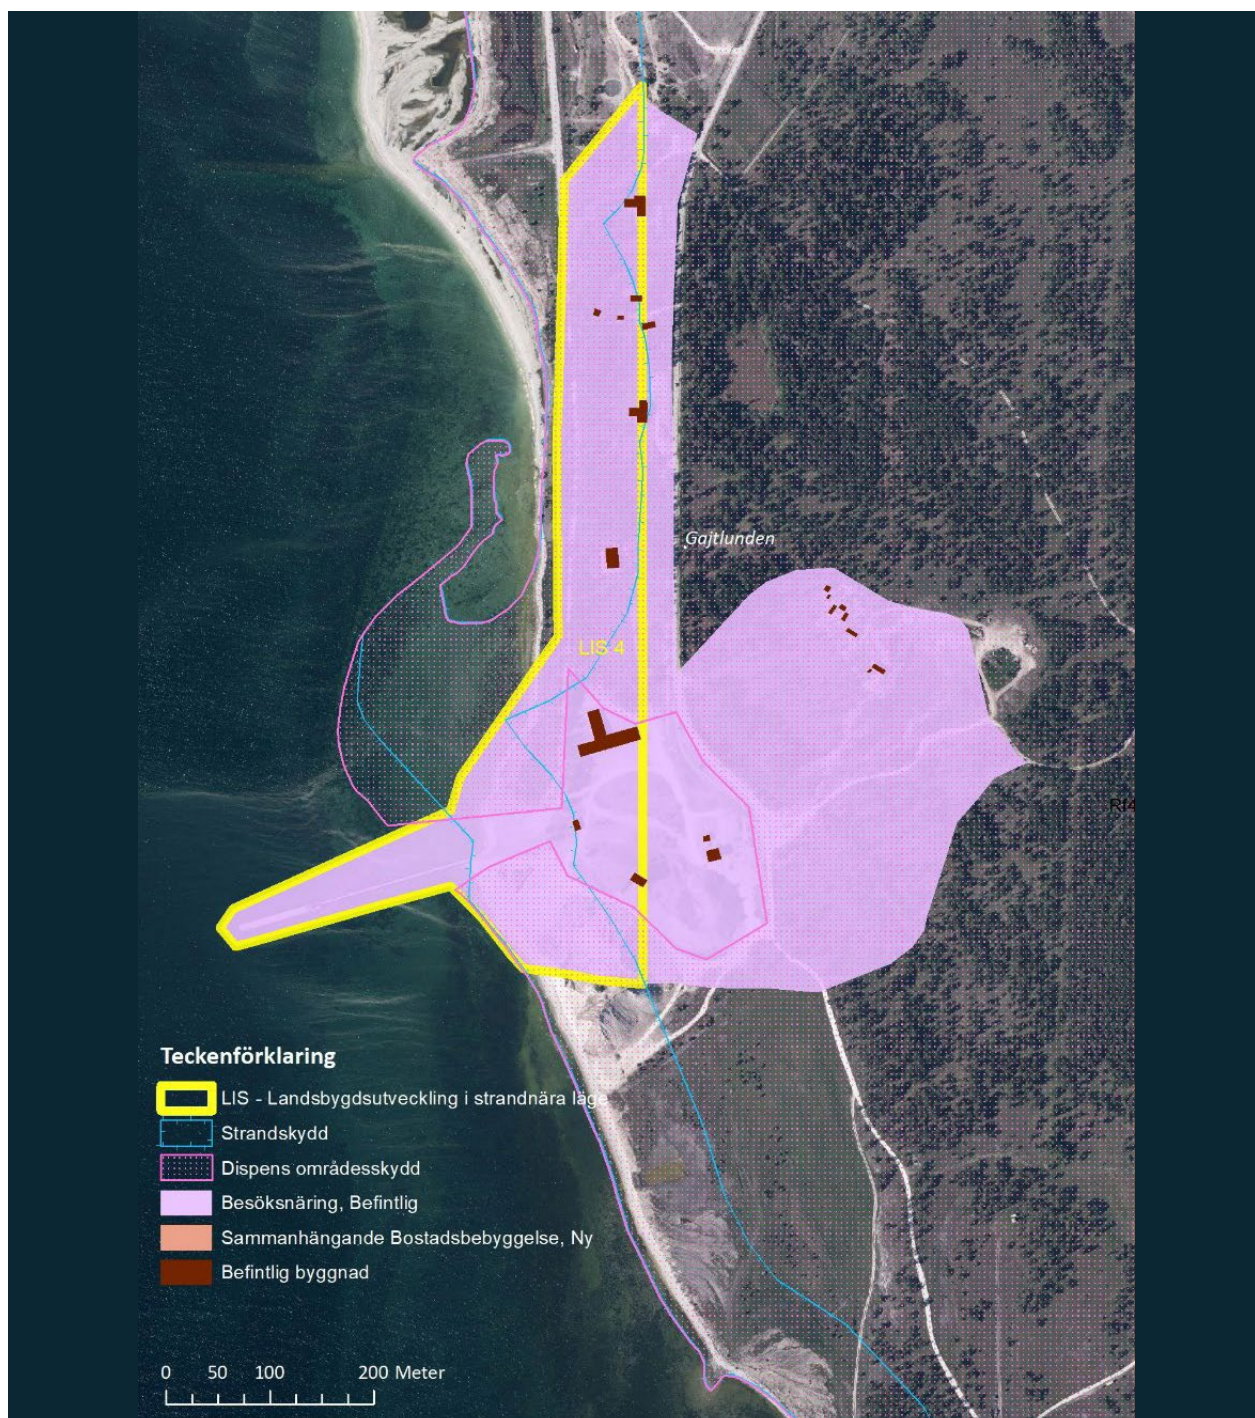 Gajtlunden
LIS 4
Rf4
Teckenförklaring
LIS - Landsbygdsutveckling i strandnära läge
Strandskydd
Dispens områdesskydd
Besöksnäring, Befintlig
Sammanhängande Bostadsbebyggelse, Ny
Befintlig byggnad
0 50 100 200 Meter